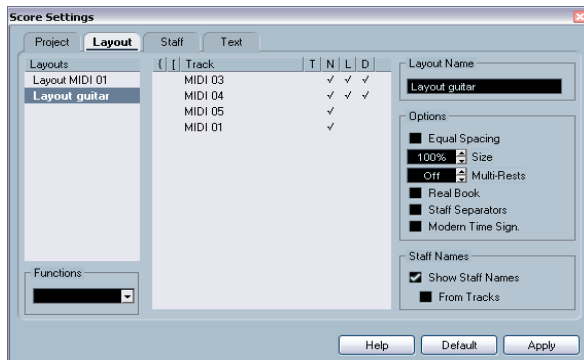 Score Settings
Project Layout Staff Text
Layouts
Layout MIDI 01
Layout guitar
Functions
{ [ Track T N L D
MIDI 03 √ √ √
MIDI 04 √ √ √
MIDI 05 √
MIDI 01 √
Layout Name
Layout guitar
Options
Equal Spacing
100% Size
Off Multi-Rests
Real Book
Staff Separators
Modern Time Sign.
Staff Names
Show Staff Names
From Tracks
Help Default Apply